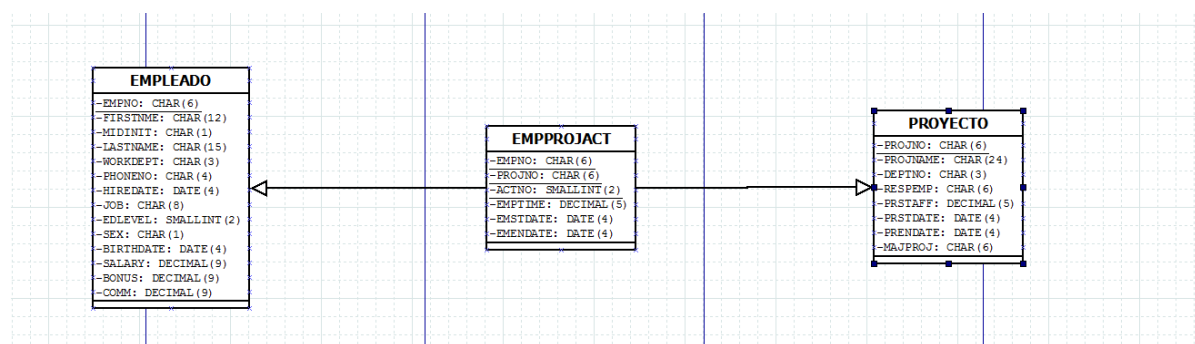 EMPLEADO
-EMPNO: CHAR(6)
-FIRSTNME: CHAR(12)
-MIDINIT: CHAR(1)
-LASTNAME: CHAR(15)
-WORKDEPT: CHAR(3)
-PHONENO: CHAR(4)
-HIREDATE: DATE(4)
-JOB: CHAR(8)
-EDLEVEL: SMALLINT(2)
-SEX: CHAR(1)
-BIRTHDATE: DATE(4)
-SALARY: DECIMAL(9)
-BONUS: DECIMAL(9)
-COMM: DECIMAL(9)
EMPPROJACT
-EMPNO: CHAR(6)
-PROJNO: CHAR(6)
-ACTNO: SMALLINT(2)
-EMPTIME: DECIMAL(5)
-EMSTDATE: DATE(4)
-EMENDATE: DATE(4)
PROYECTO
-PROJNO: CHAR(6)
-PROJNAME: CHAR(24)
-DEPTNO: CHAR(3)
-RESPEMP: CHAR(6)
-PRSTAFF: DECIMAL(5)
-PRSTDATE: DATE(4)
-PRENDATE: DATE(4)
-MAJPROJ: CHAR(6)